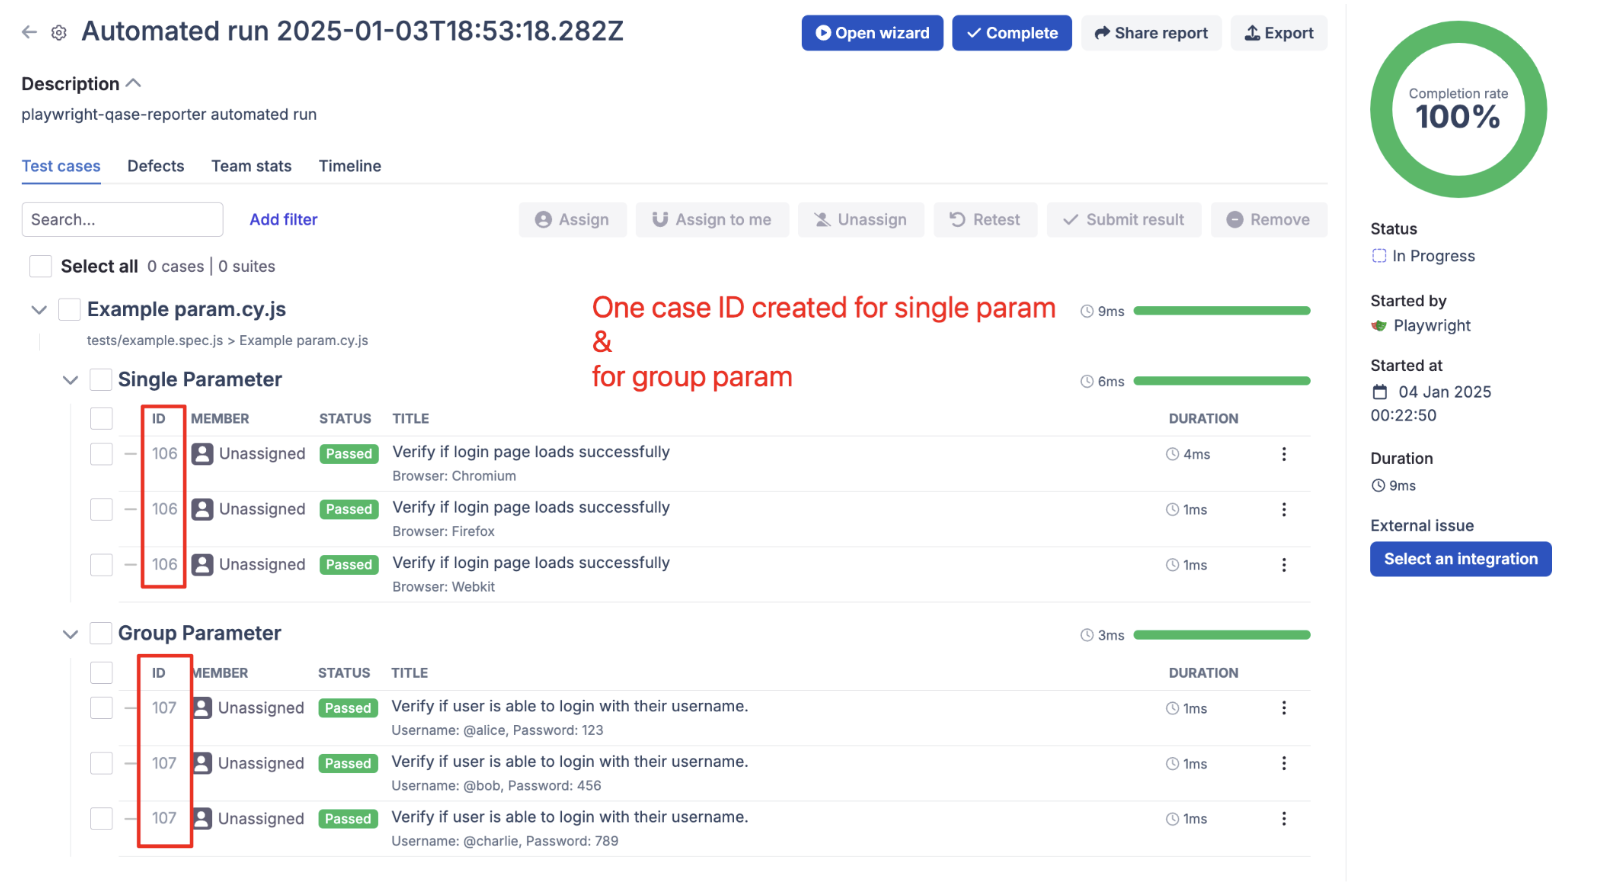 Automated run 2025-01-03T18:53:18.282Z
Open wizard
Complete
Share report
Export
Description
playwright-qase-reporter automated run
Test cases Defects Team stats Timeline
Search... Add filter
Assign
Assign to me
Unassign
Retest
Submit result
Remove
Select all 0 cases | 0 suites
Example param.cy.js
9ms
tests/example.spec.js > Example param.cy.js
One case ID created for single param
&
for group param
Single Parameter
6ms
ID MEMBER STATUS TITLE DURATION
106 Unassigned Passed Verify if login page loads successfully 4ms
Browser: Chromium
106 Unassigned Passed Verify if login page loads successfully 1ms
Browser: Firefox
106 Unassigned Passed Verify if login page loads successfully 1ms
Browser: Webkit
Group Parameter
3ms
ID MEMBER STATUS TITLE DURATION
107 Unassigned Passed Verify if user is able to login with their username. 1ms
Username: @alice, Password: 123
107 Unassigned Passed Verify if user is able to login with their username. 1ms
Username: @bob, Password: 456
107 Unassigned Passed Verify if user is able to login with their username. 1ms
Username: @charlie, Password: 789
Completion rate
100%
Status
In Progress
Started by
Playwright
Started at
04 Jan 2025
00:22:50
Duration
9ms
External issue
Select an integration